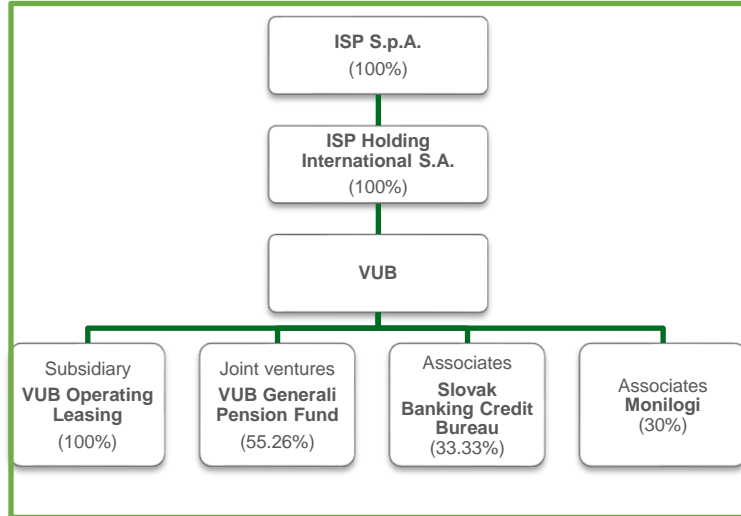 ISP S.p.A.
(100%)
ISP Holding
International S.A.
(100%)
VUB
Subsidiary
VUB Operating
Leasing
(100%)
Joint ventures
VUB Generali
Pension Fund
(55.26%)
Associates
Slovak
Banking Credit
Bureau
(33.33%)
Associates
Monilogi
(30%)